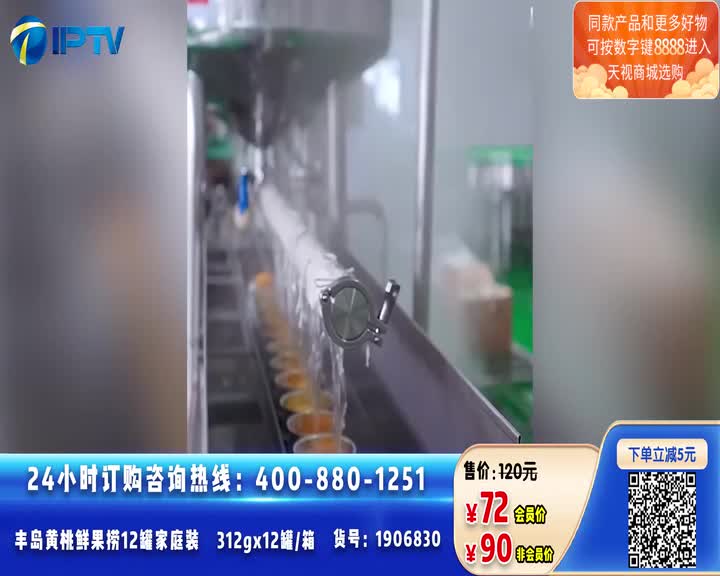 IPTV
同款产品和更多好物
可按数字键8888进入
天视商城选购
24小时订购咨询热线：400-880-1251
丰岛黄桃鲜果捞12罐家庭装 312gx12罐/箱 货号：1906830
售价：120元
¥72会员价
¥90非会员价
下单立减5元